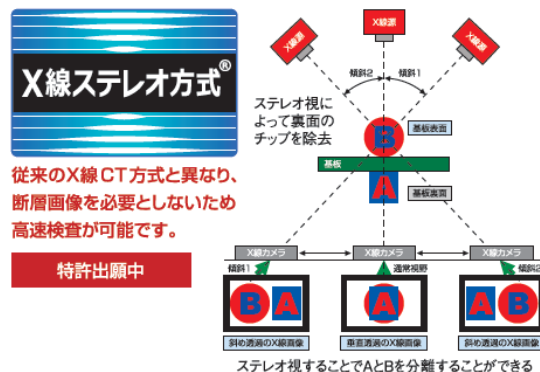 X線ステレオ方式®
従来のX線CT方式と異なり、
断層画像を必要としないため
高速検査が可能です。
特許出願中
X線源
X線源
X線源
傾斜2
傾斜1
ステレオ視に
よって裏面の
チップを除去
B
基板表面
基板
A
基板裏面
X線カメラ
X線カメラ
X線カメラ
傾斜1
通常視野
傾斜2
B A
A
A B
斜め透過のX線画像
垂直透過のX線画像
斜め透過のX線画像
ステレオ視することでAとBを分離することができる